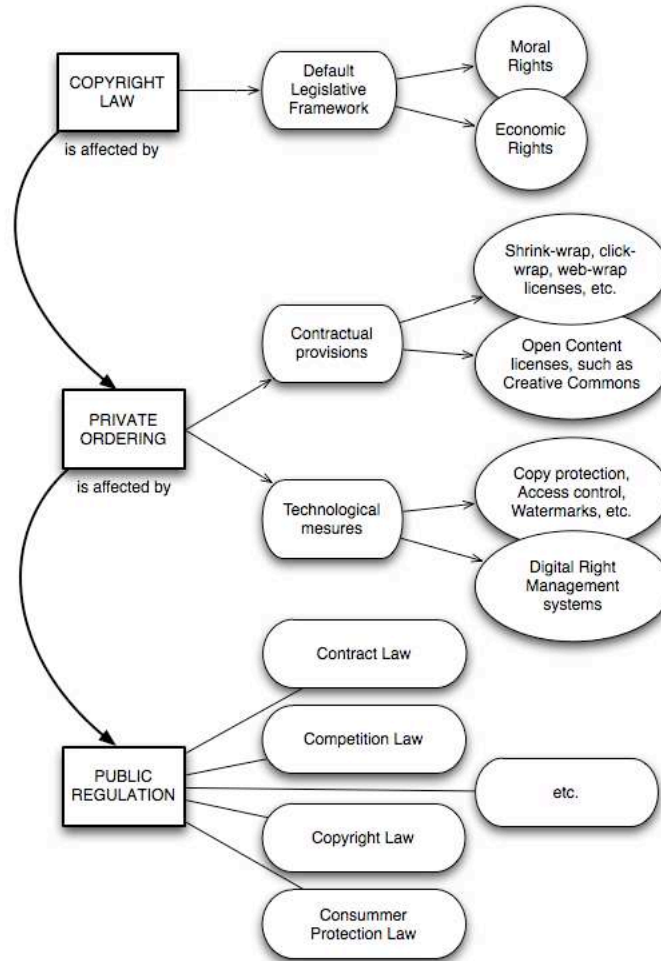 COPYRIGHT
LAW
is affected by
Default
Legislative
Framework
Moral
Rights
Economic
Rights
PRIVATE
ORDERING
is affected by
Contractual
provisions
Shrink-wrap, click-
wrap, web-wrap
licenses, etc.
Open Content
licenses, such as
Creative Commons
Technological
mesures
Copy protection,
Access control,
Watermarks, etc.
Digital Right
Management
systems
PUBLIC
REGULATION
Contract Law
Competition Law
etc.
Copyright Law
Consummer
Protection Law